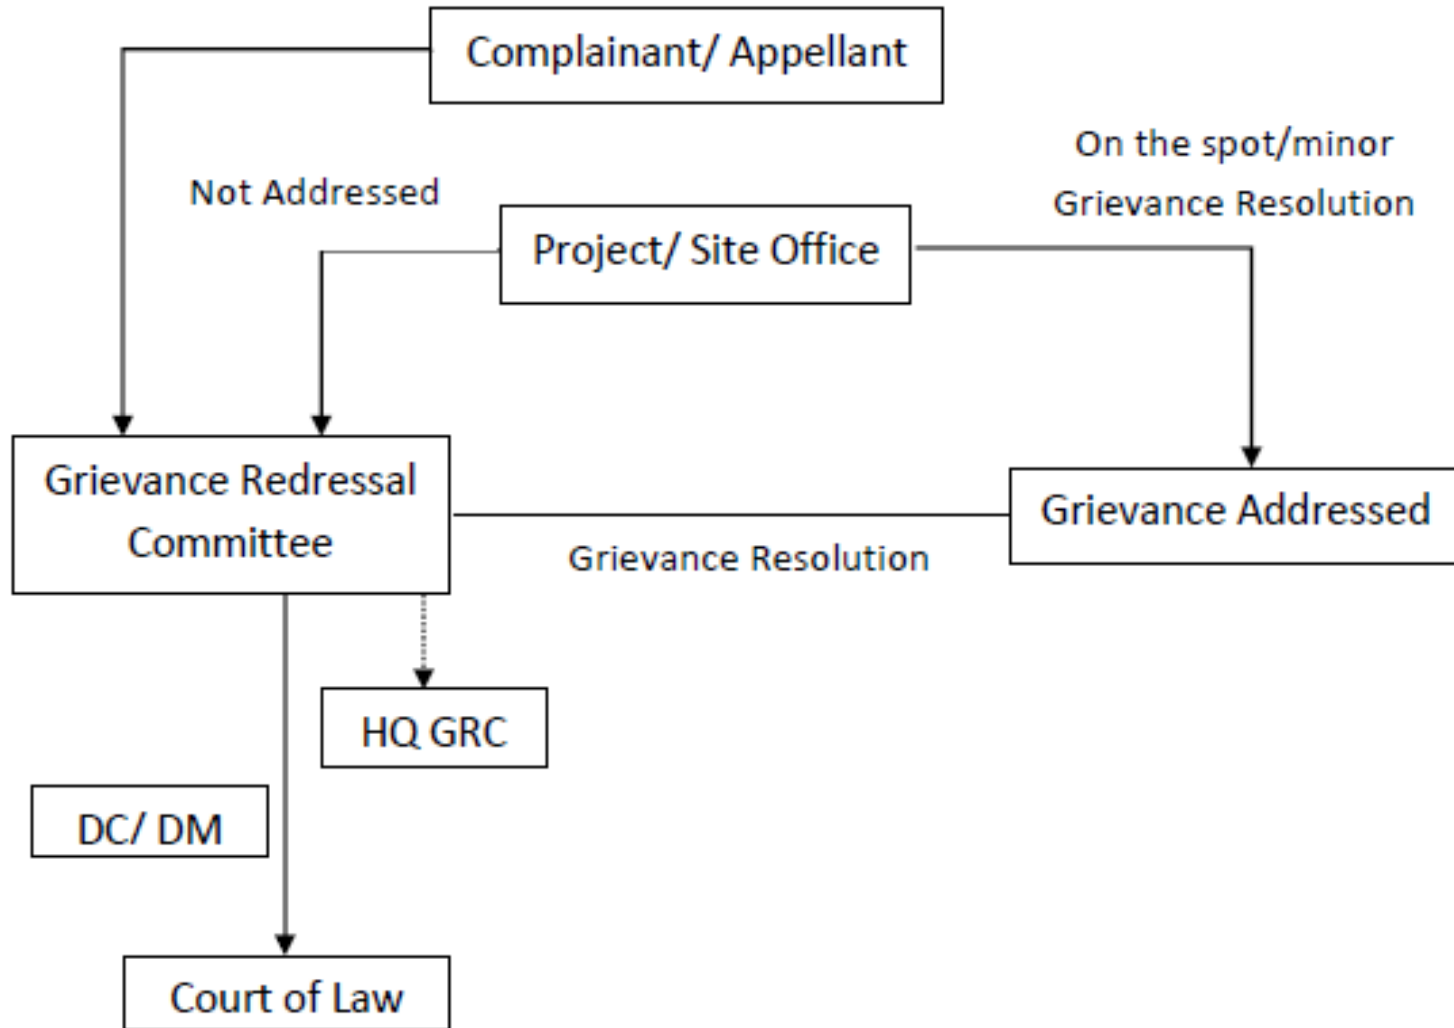 Complainant/ Appellant
On the spot/minor
Grievance Resolution
Not Addressed
Project/ Site Office
Grievance Redressal
Committee
Grievance Addressed
Grievance Resolution
HQ GRC
DC/ DM
Court of Law